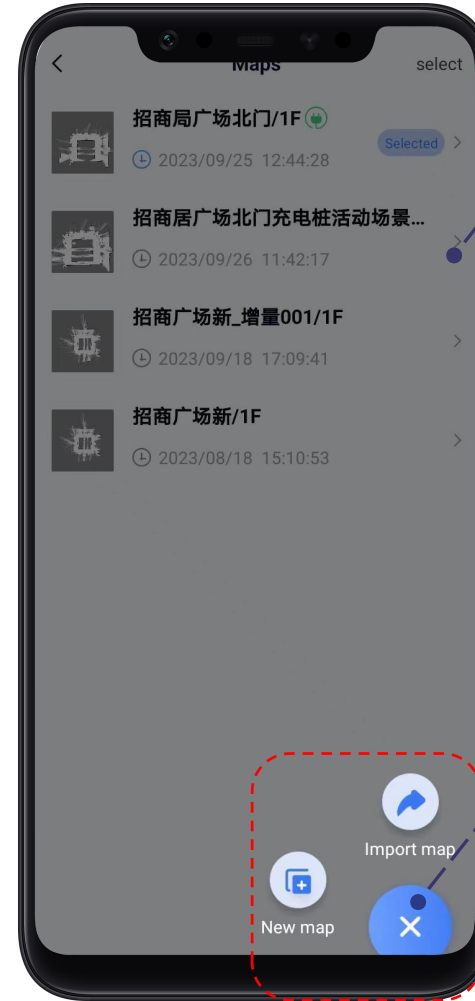 Maps
select
招商局广场北门/1F
2023/09/25 12:44:28
Selected
招商居广场北门充电桩活动场景...
2023/09/26 11:42:17
招商广场新_增量001/1F
2023/09/18 17:09:41
招商广场新/1F
2023/08/18 15:10:53
Import map
New map